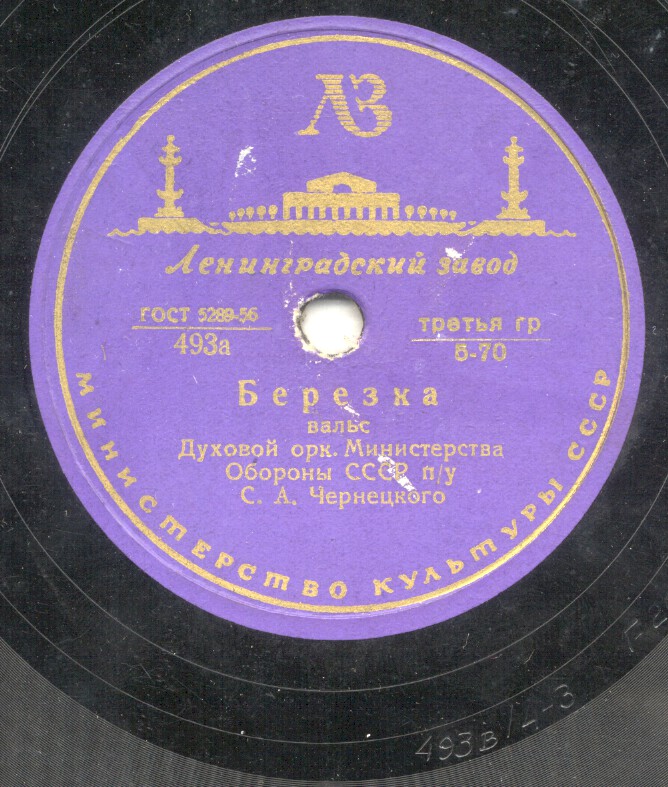 ЛЗ
Ленинградский завод
ГОСТ 5289-56
493а
третья гр
5-70
Березка
вальс
Духовой орк. Министерства
Обороны СССР п/у
С. А. Чернецкого
МИНИСТЕРСТВО КУЛЬТУРЫ СССР
493в/4-3